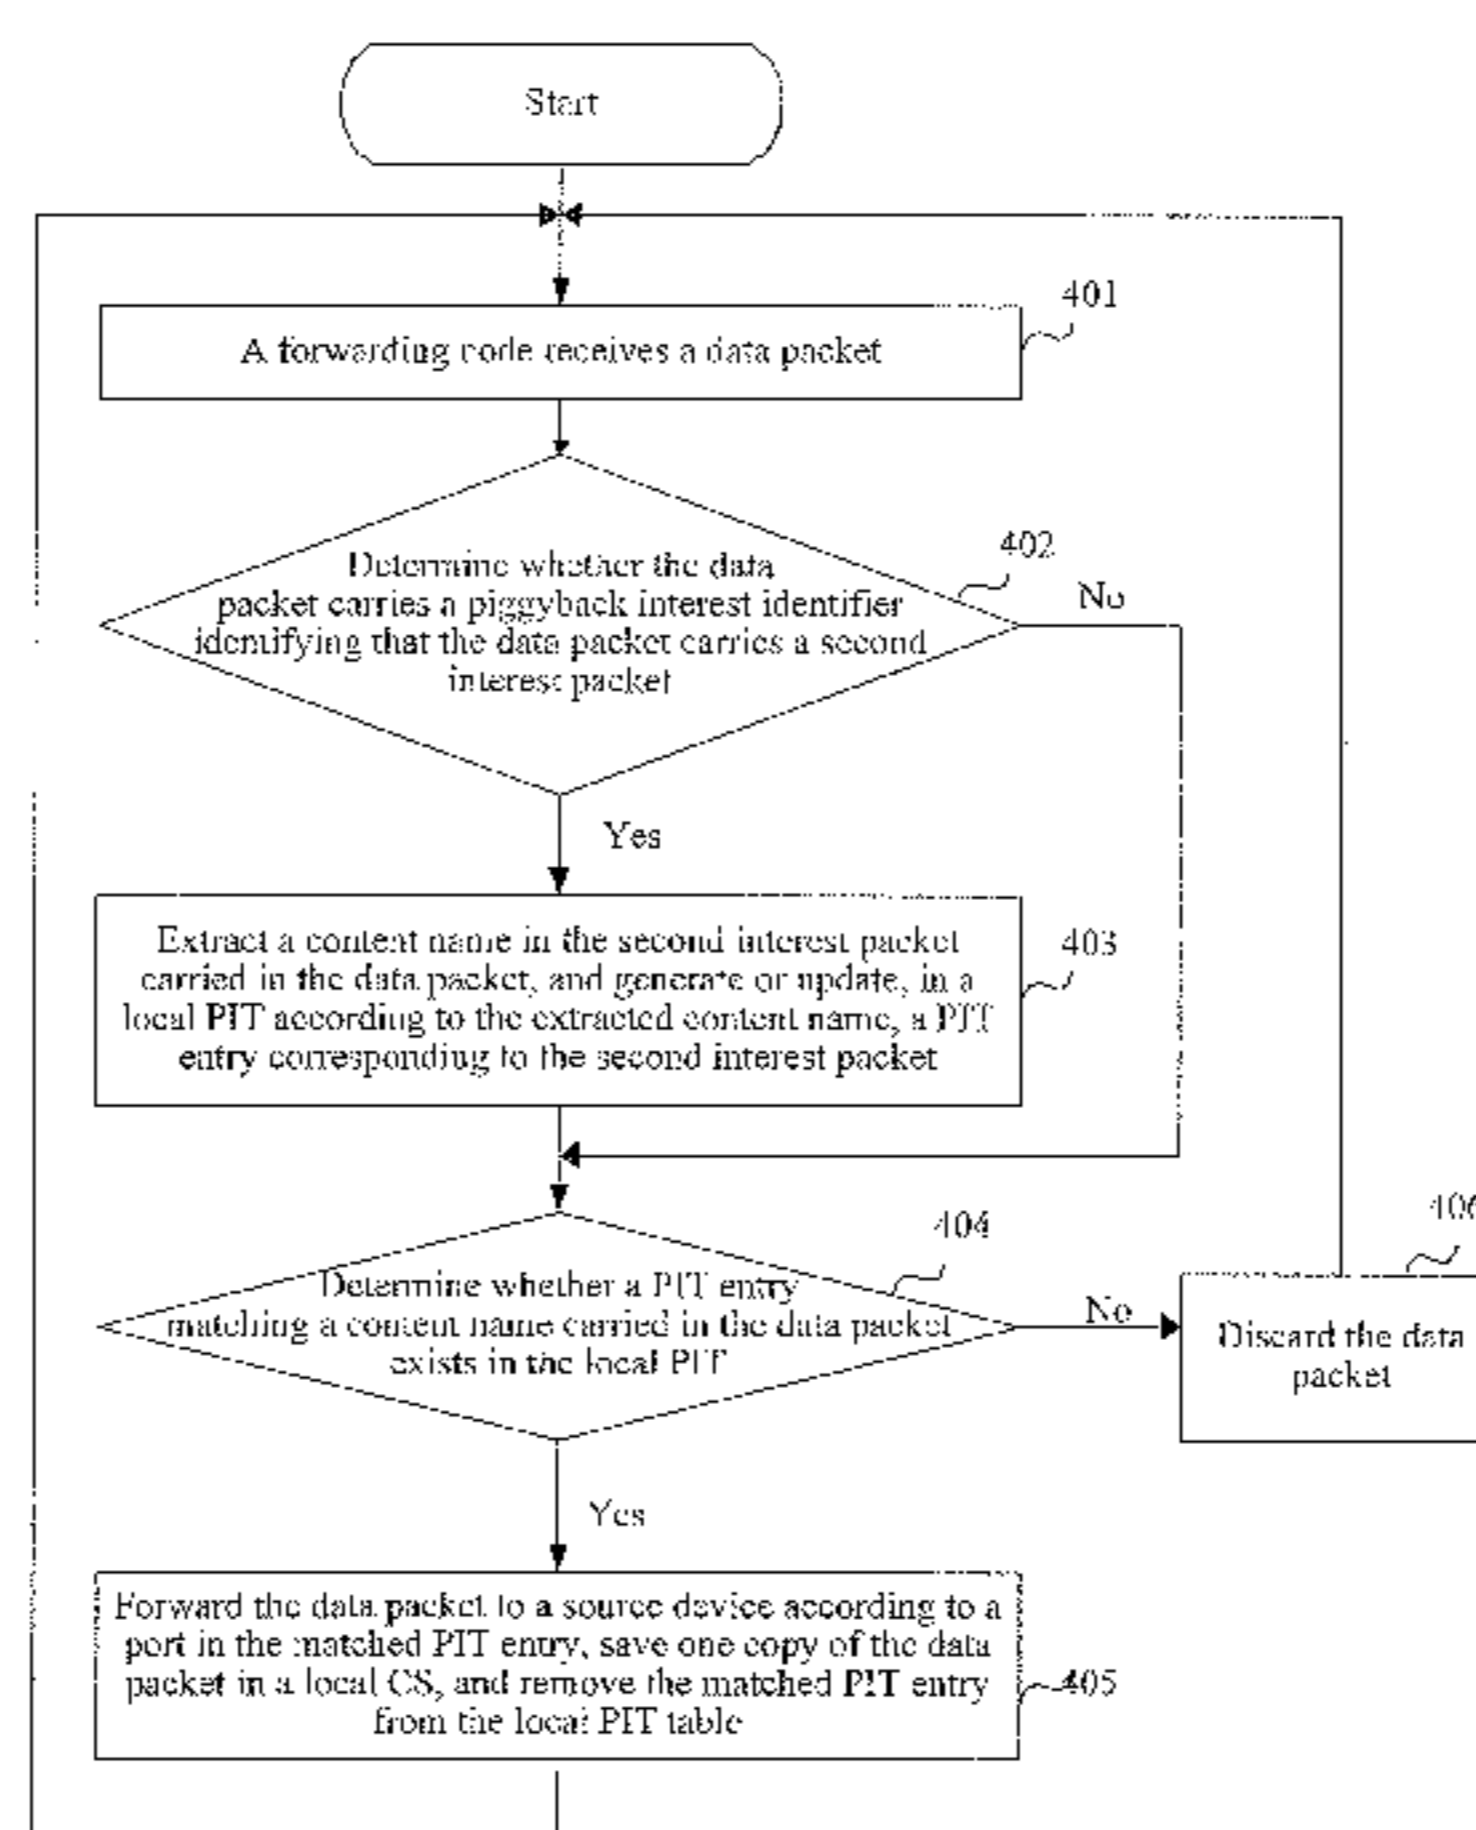 Start
401
A forwarding node receives a data packet
402
Determine whether the data
packet carries a piggyback interest identifier
identifying that the data packet carries a second
interest packet
No
Yes
Extract a content name in the second interest packet
carried in the data packet, and generate or update, in a
local PIT according to the extracted content name, a PIT
entry corresponding to the second interest packet
403
404
Determine whether a PIT entry
matching a content name carried in the data packet
exists in the local PIT
No
406
Discard the data
packet
Yes
Forward the data packet to a source device according to a
port in the matched PIT entry, save one copy of the data
packet in a local CS, and remove the matched PIT entry
from the local PIT table
405